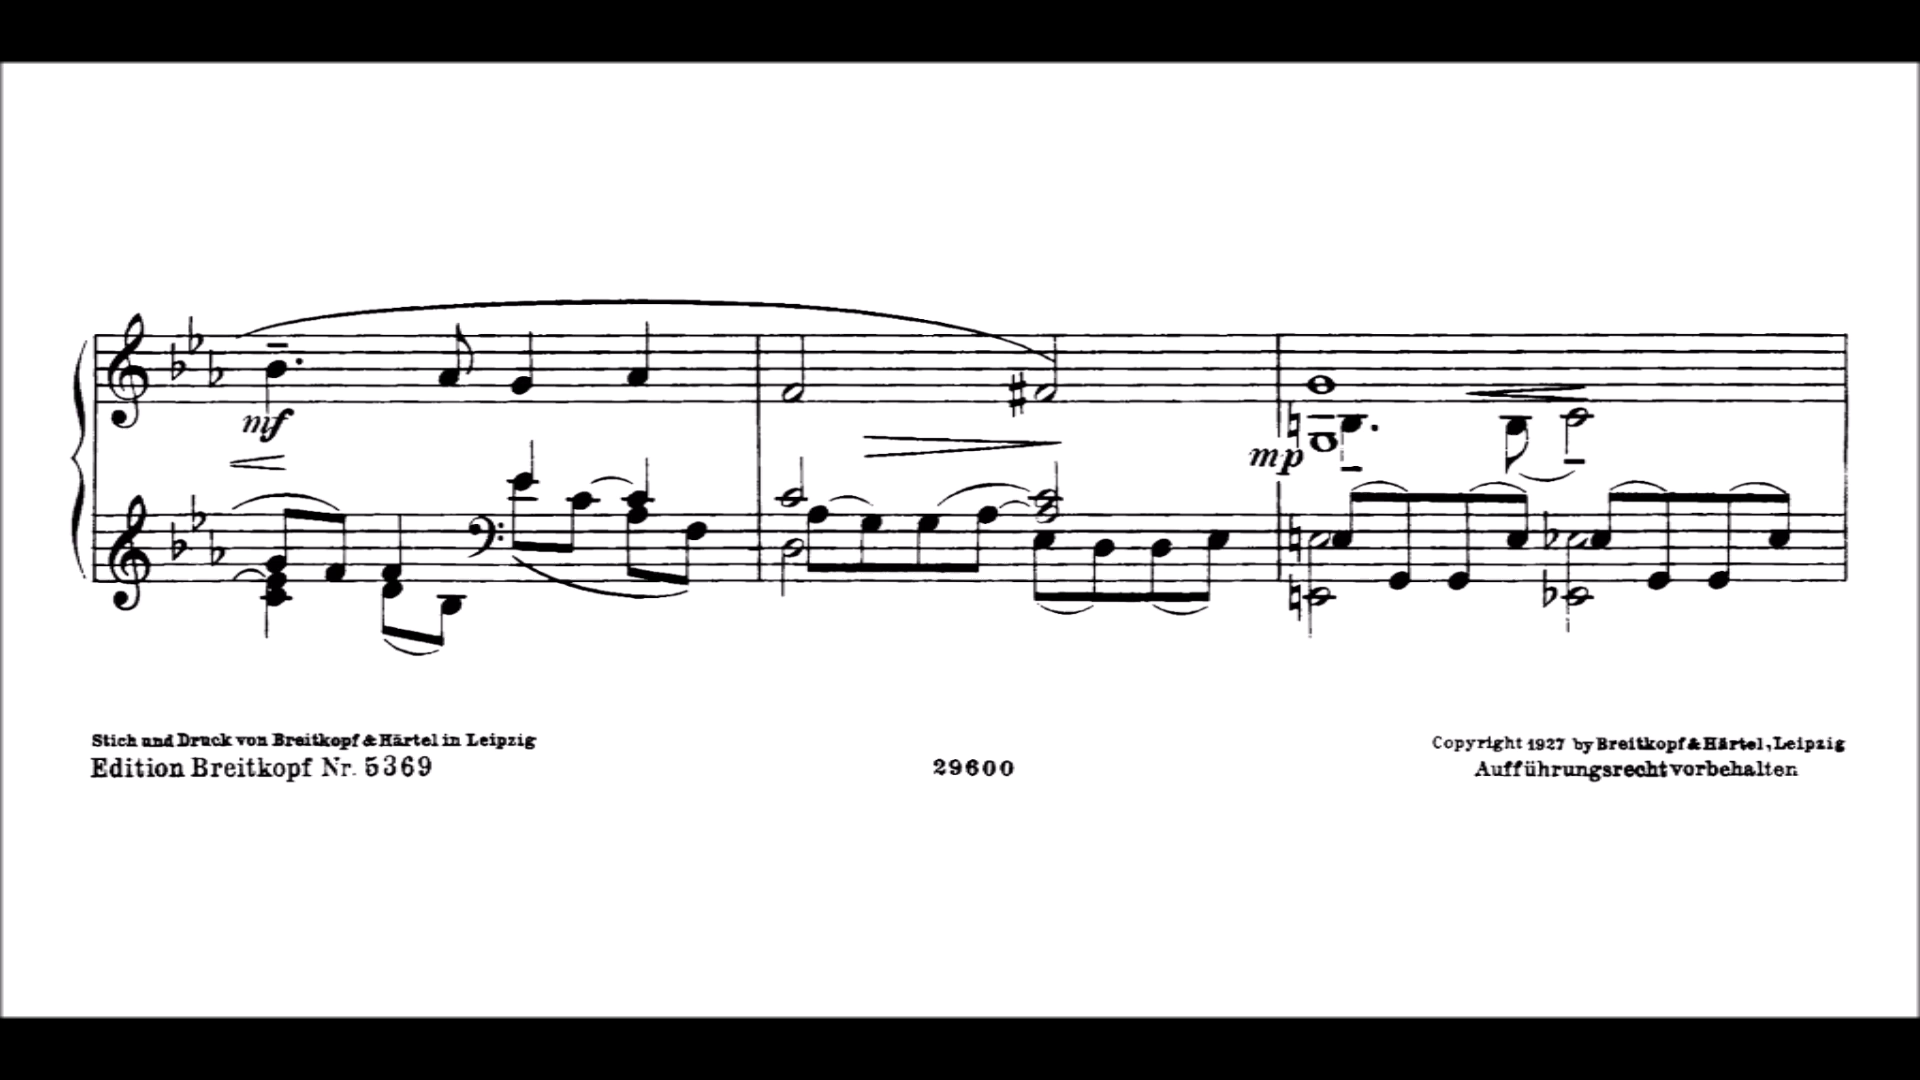 mf
mp
Stich und Druck von Breitkopf & Härtel in Leipzig
Edition Breitkopf Nr. 5369
29600
Copyright 1927 by Breitkopf & Härtel, Leipzig
Aufführungsrecht vorbehalten